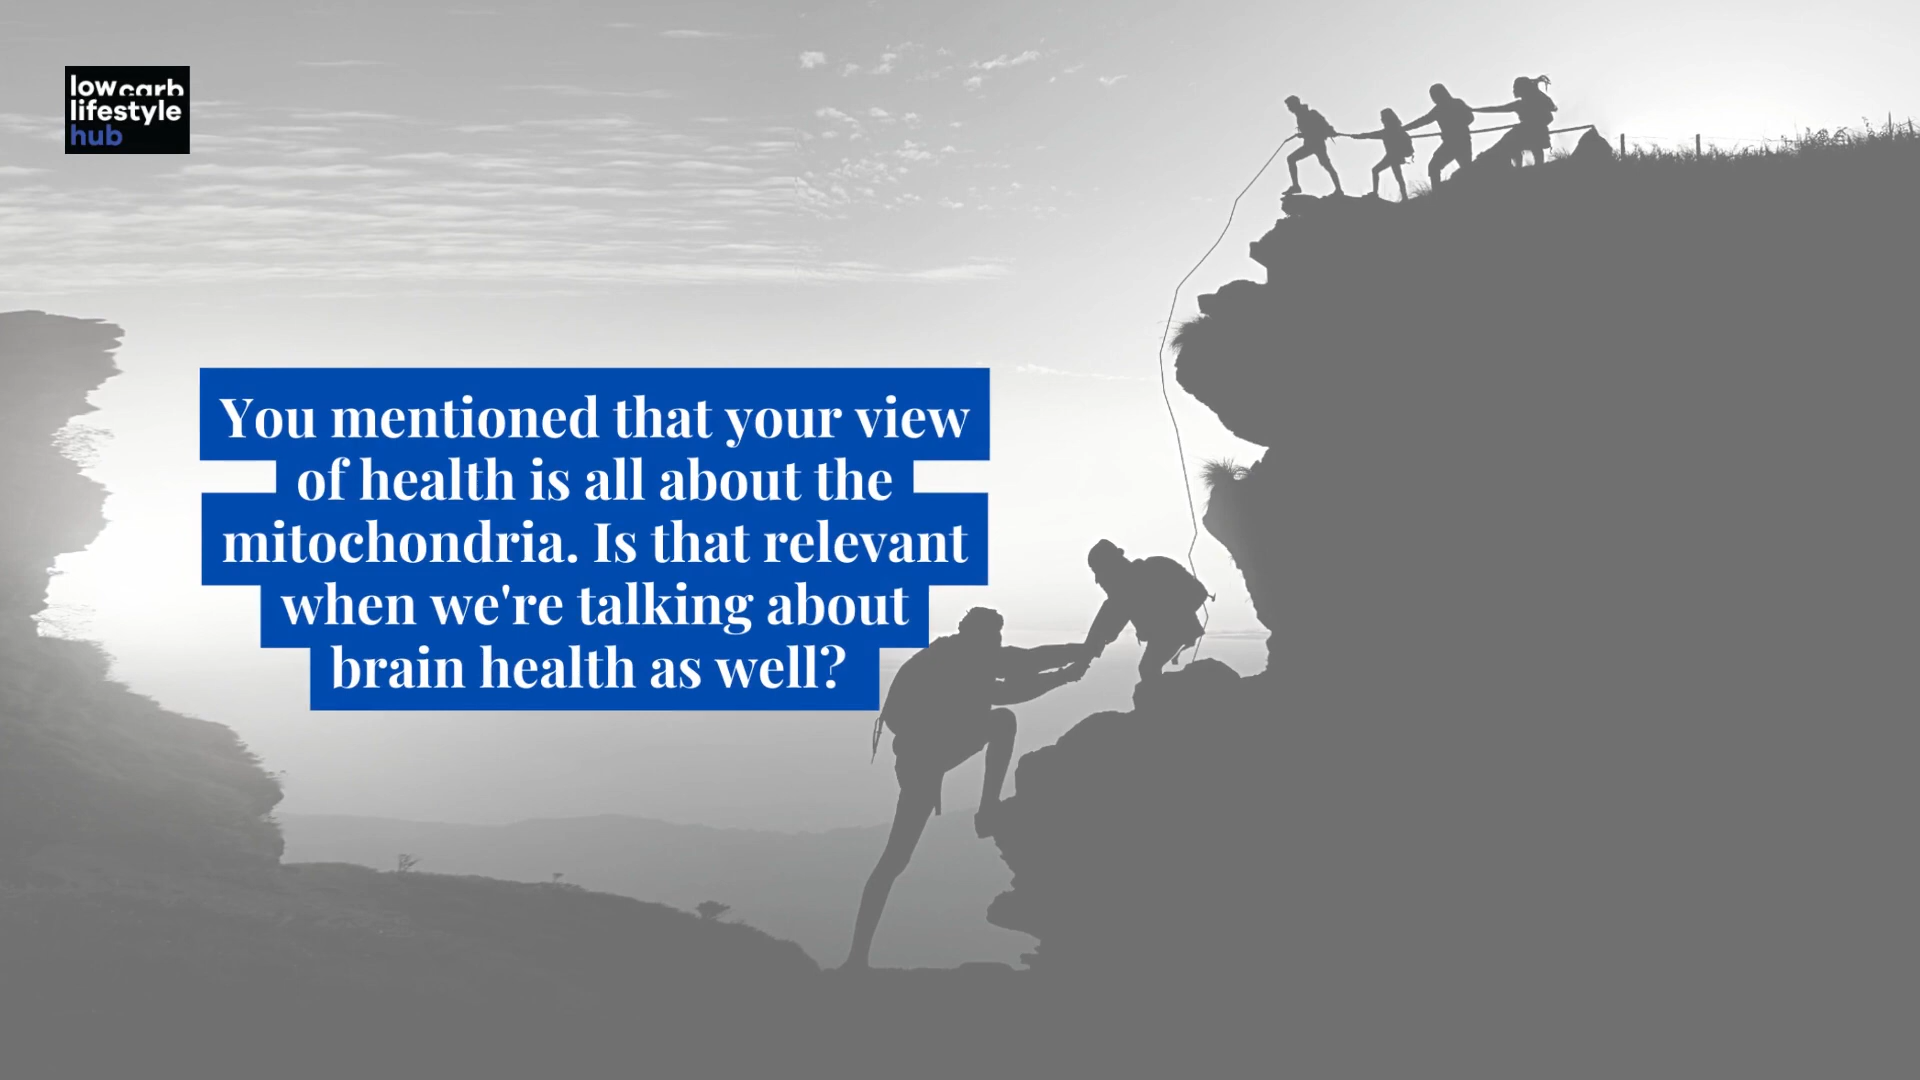 low carb
lifestyle
hub
You mentioned that your view
of health is all about the
mitochondria. Is that relevant
when we're talking about
brain health as well?